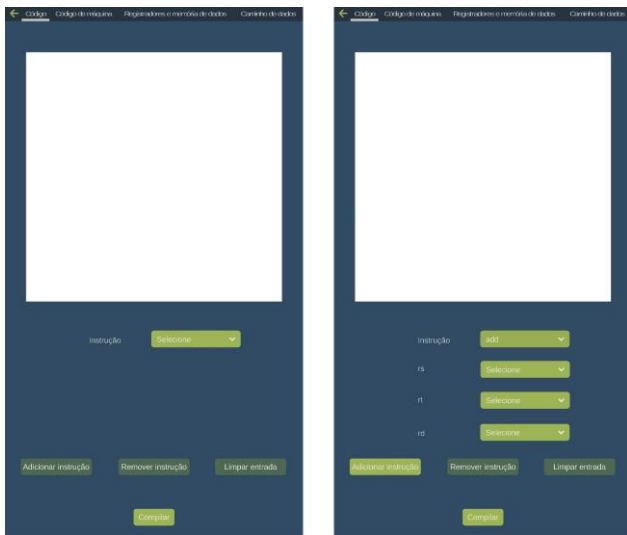 Código Código de máquina Registradores e memória de dados Caminho de dados
Instrução Selecione
Adicionar instrução Remover instrução Limpar entrada
Compilar
Código Código de máquina Registradores e memória de dados Caminho de dados
Instrução add
rs Selecione
rt Selecione
rd Selecione
Adicionar instrução Remover instrução Limpar entrada
Compilar